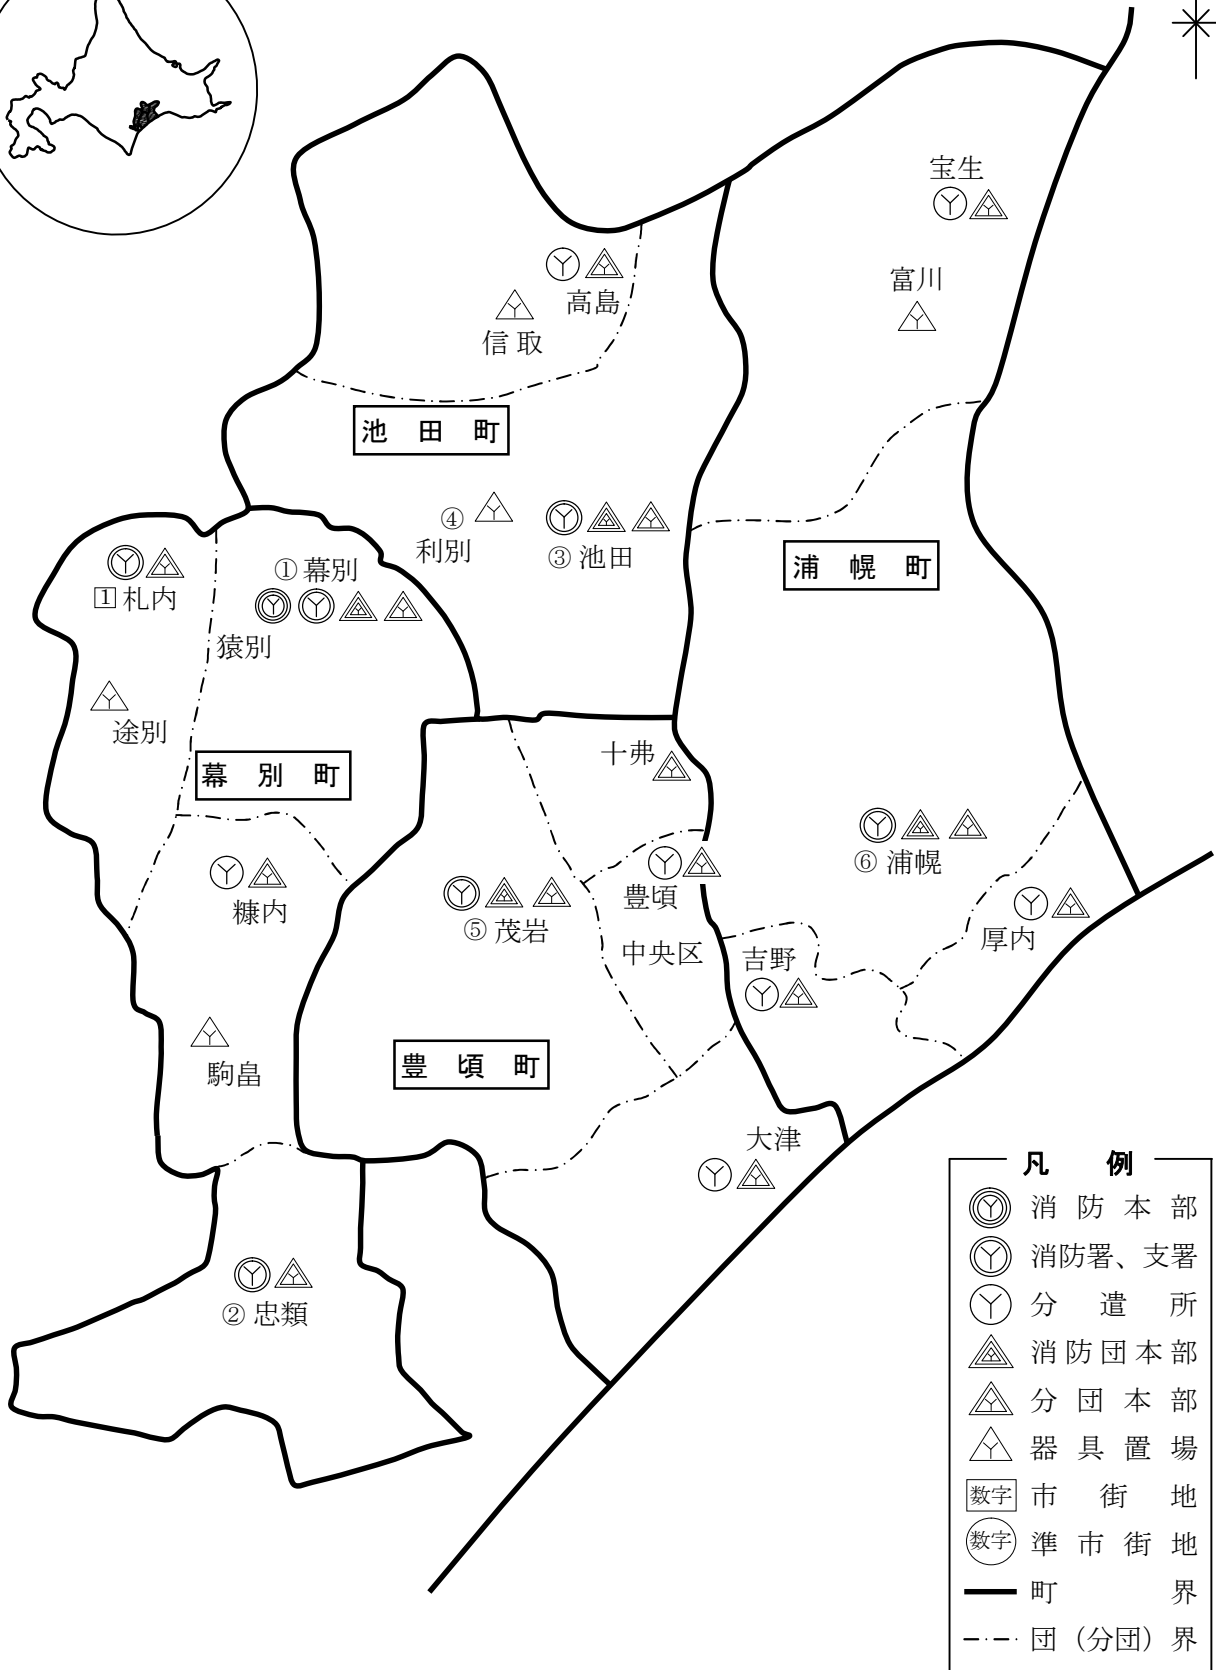 宝生
富川
高島
信取
池田町
④
利別
③池田
浦幌町
1札内
①幕別
猿別
途別
幕別町
十弗
⑥浦幌
豊頃
糠内
⑤茂岩
厚内
中央区
吉野
駒畠
豊頃町
大津
②忠類
凡例
消防本部
消防署、支署
分遣所
消防団本部
分団本部
器具置場
数字 市街地
数字 準市街地
町界
団（分団）界